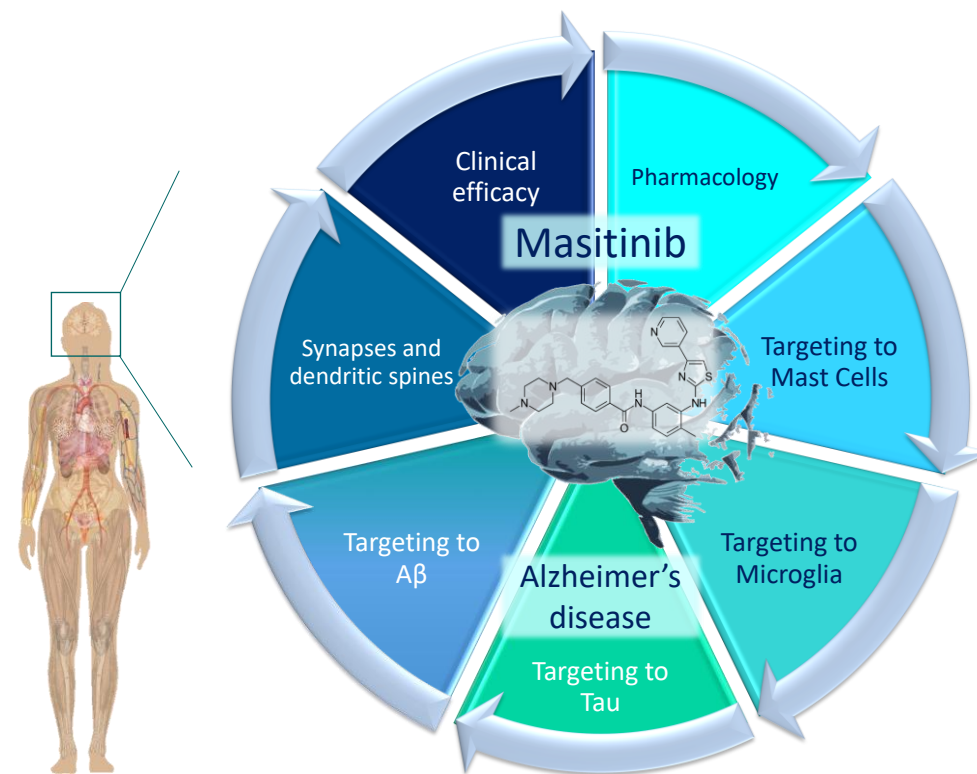 Clinical
efficacy
Pharmacology
Masitinib
Synapses and
dendritic spines
Targeting to
Mast Cells
N
S
N
NH
N
N
H
N
O
Targeting to
Aβ
Targeting to
Microglia
Alzheimer’s
disease
Targeting to
Tau